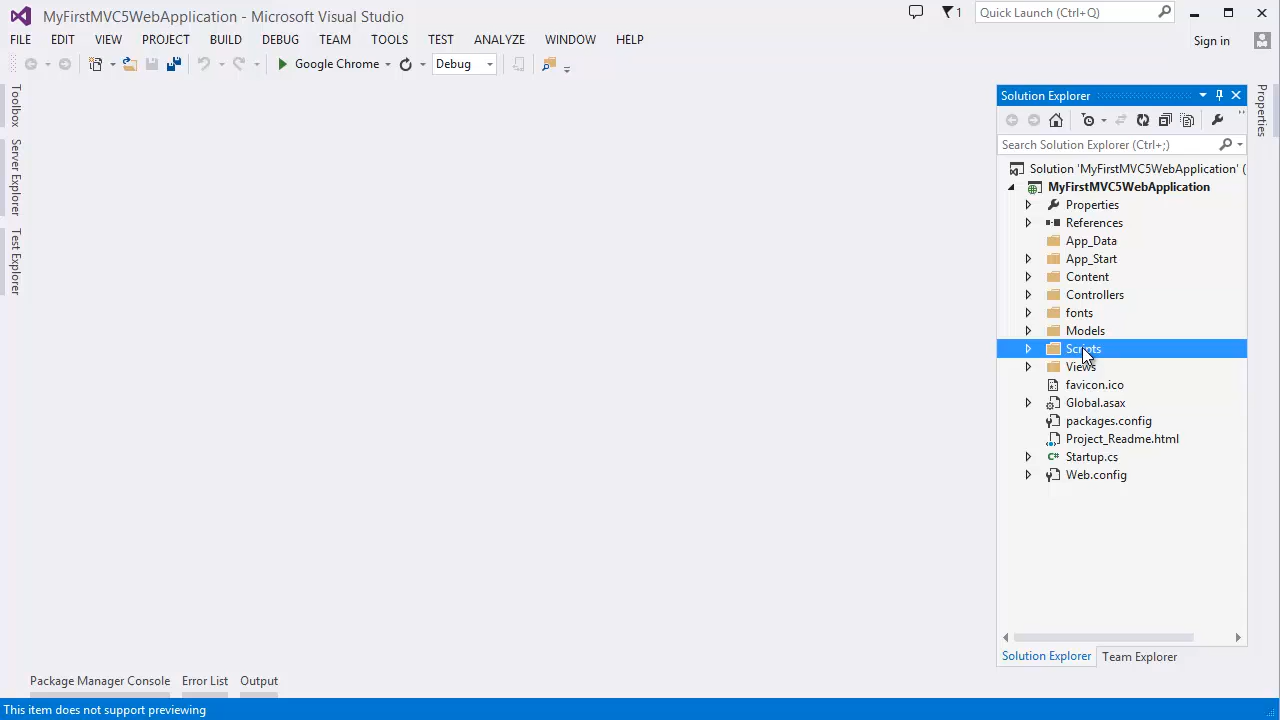 MyFirstMVC5WebApplication - Microsoft Visual Studio
1
Quick Launch (Ctrl+Q)
FILE EDIT VIEW PROJECT BUILD DEBUG TEAM TOOLS TEST ANALYZE WINDOW HELP
Sign in
Google Chrome
Debug
Toolbox
Server Explorer
Test Explorer
Solution Explorer
Search Solution Explorer (Ctrl+;)
Solution 'MyFirstMVC5WebApplication' (
MyFirstMVC5WebApplication
Properties
References
App_Data
App_Start
Content
Controllers
fonts
Models
Scripts
Views
favicon.ico
Global.asax
packages.config
Project_Readme.html
C# Startup.cs
Web.config
Solution Explorer Team Explorer
Properties
Package Manager Console Error List Output
This item does not support previewing